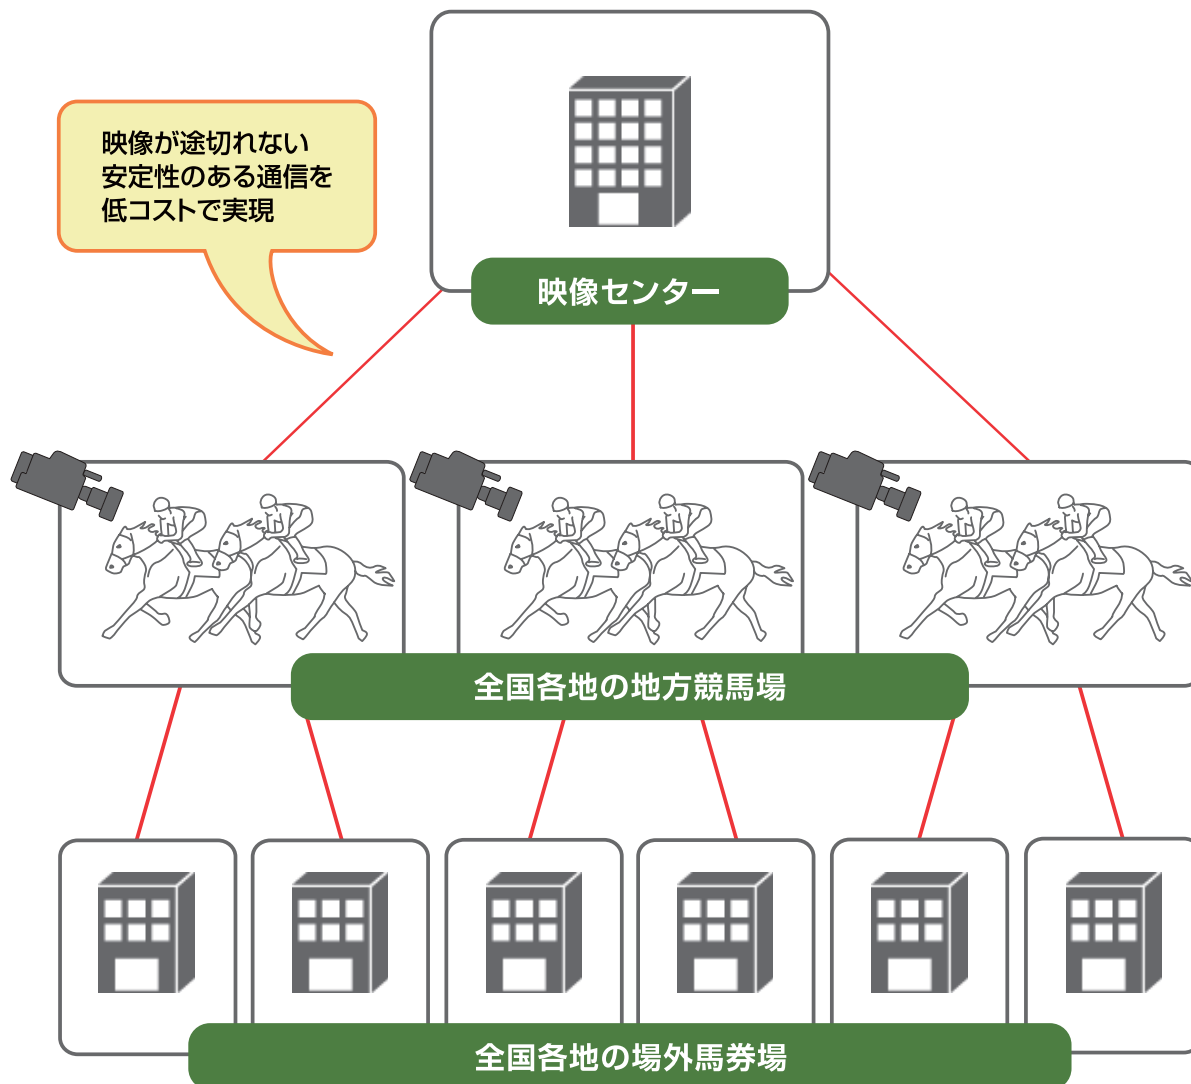 映像が途切れない
安定性のある通信を
低コストで実現
映像センター
全国各地の地方競馬場
全国各地の場外馬券場